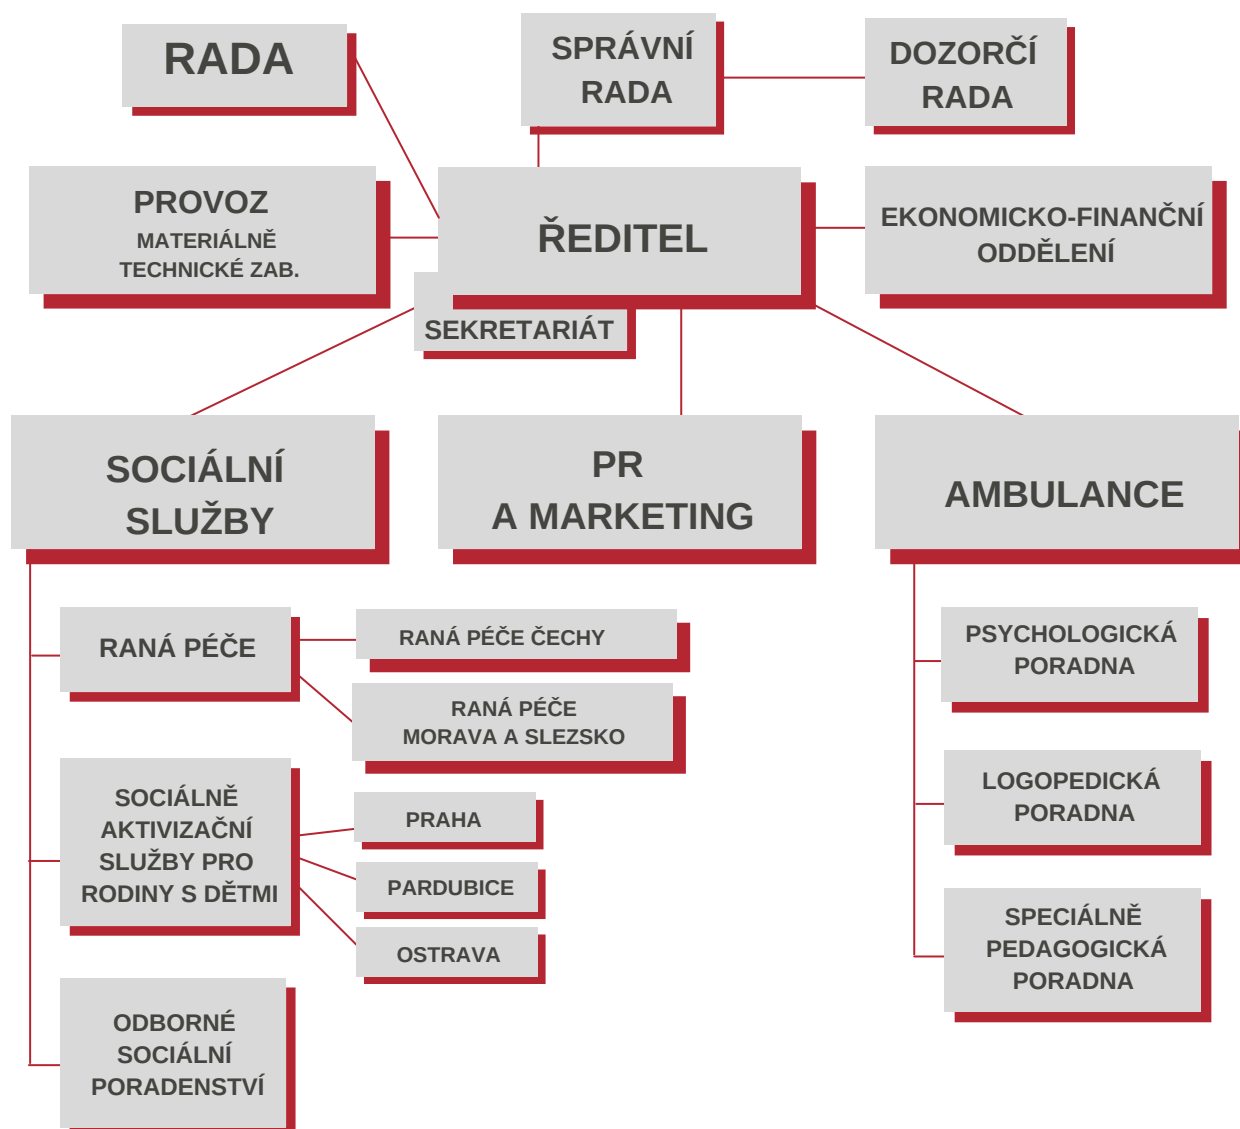 RADA
SPRÁVNÍ
RADA
DOZORČÍ
RADA
PROVOZ
MATERIÁLNĚ
TECHNICKÉ ZAB.
ŘEDITEL
EKONOMICKO-FINANČNÍ
ODDĚLENÍ
SEKRETARIÁT
SOCIÁLNÍ
SLUŽBY
PR
A MARKETING
AMBULANCE
RANÁ PÉČE
RANÁ PÉČE ČECHY
RANÁ PÉČE
MORAVA A SLEZSKO
SOCIÁLNĚ
AKTIVIZAČNÍ
SLUŽBY PRO
RODINY S DĚTMI
PRAHA
PARDUBICE
OSTRAVA
ODBORNÉ
SOCIÁLNÍ
PORADENSTVÍ
PSYCHOLOGICKÁ
PORADNA
LOGOPEDICKÁ
PORADNA
SPECIÁLNĚ
PEDAGOGICKÁ
PORADNA